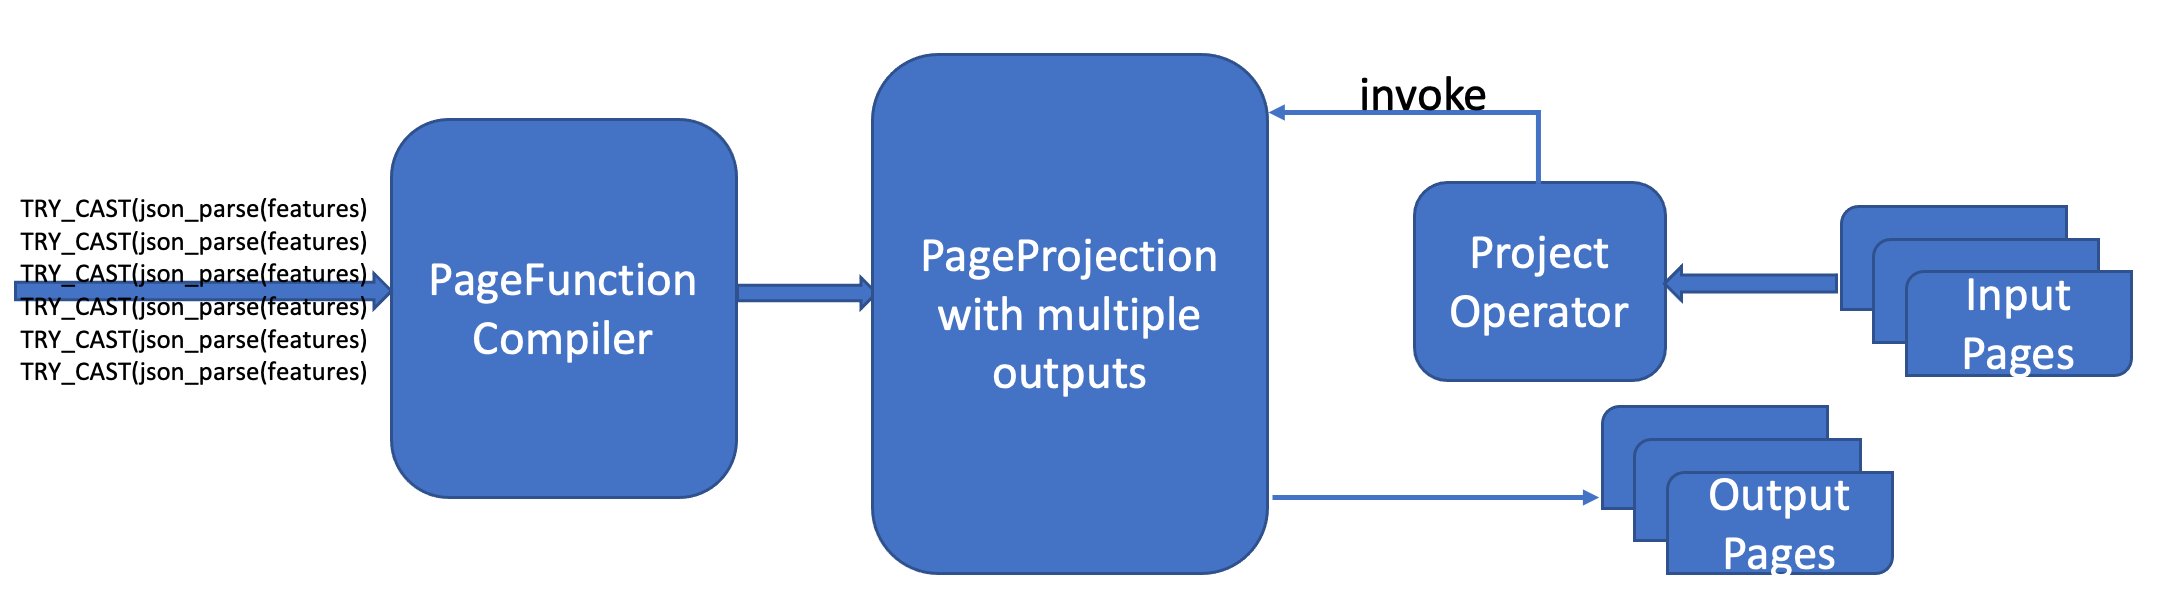 TRY_CAST(json_parse(features)
TRY_CAST(json_parse(features)
TRY_CAST(json_parse(features)
TRY_CAST(json_parse(features)
TRY_CAST(json_parse(features)
TRY_CAST(json_parse(features)
PageFunction
Compiler
PageProjection
with multiple
outputs
invoke
Project
Operator
Input
Pages
Output
Pages